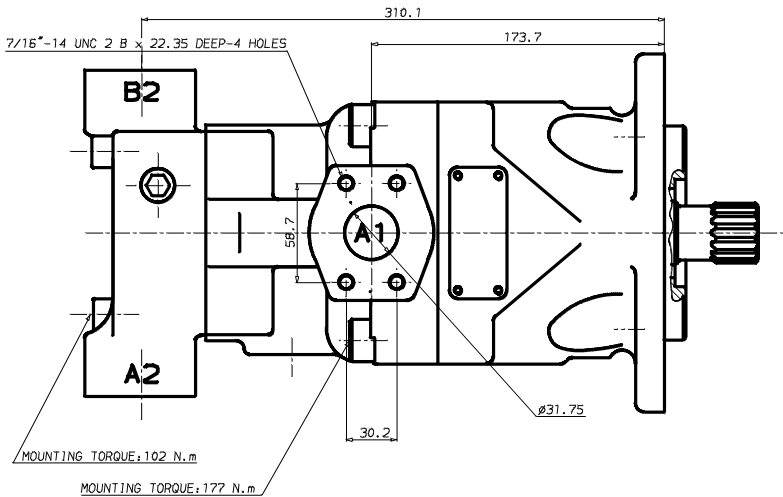 310.1
7/16"-14 UNC 2 B x 22.35 DEEP-4 HOLES
173.7
B2
58.7
A1
A2
ø31.75
30.2
MOUNTING TORQUE:102 N.m
MOUNTING TORQUE:177 N.m